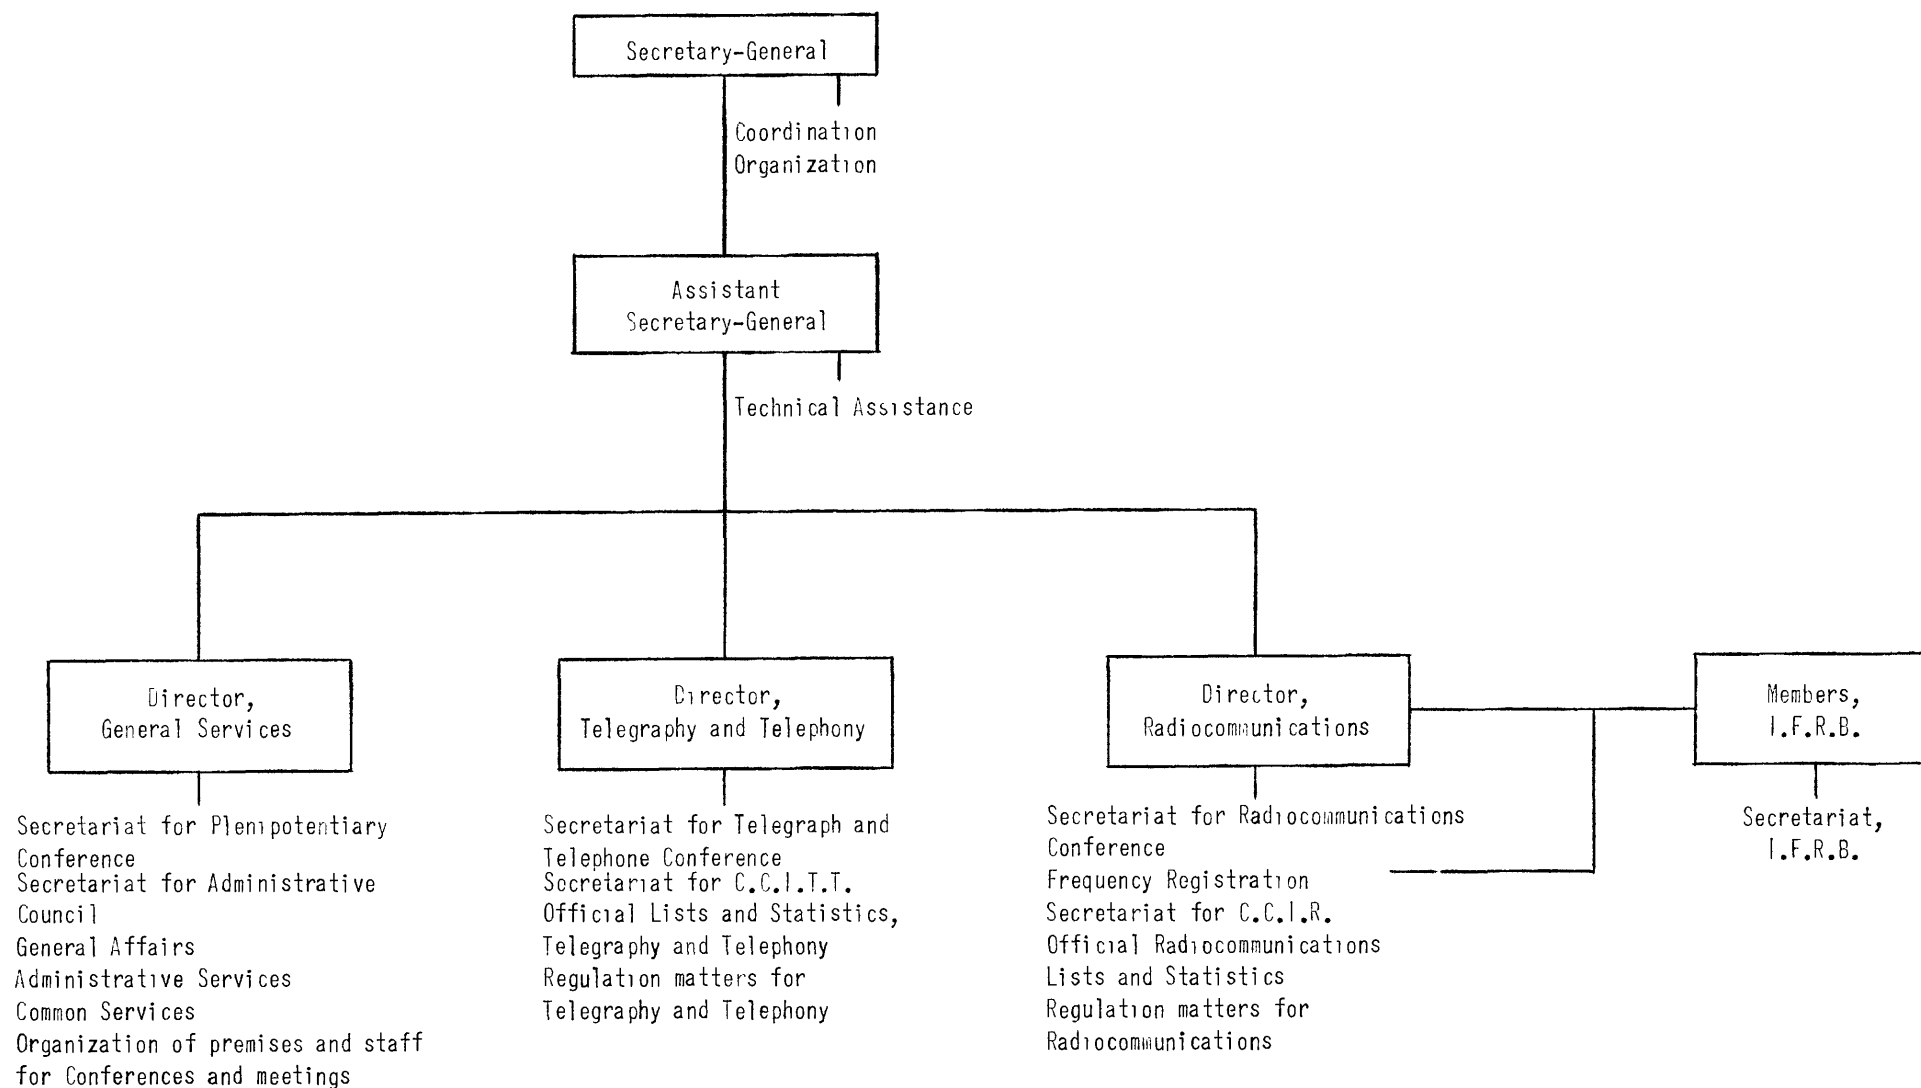 Secretary-General
Coordination
Organization
Assistant
Secretary-General
Technical Assistance
Director,
General Services
Secretariat for Plenipotentiary
Conference
Secretariat for Administrative
Council
General Affairs
Administrative Services
Common Services
Organization of premises and staff
for Conferences and meetings
Director,
Telegraphy and Telephony
Secretariat for Telegraph and
Telephone Conference
Secretariat for C.C.I.T.T.
Official Lists and Statistics,
Telegraphy and Telephony
Regulation matters for
Telegraphy and Telephony
Director,
Radiocommunications
Secretariat for Radiocommunications
Conference
Frequency Registration
Secretariat for C.C.I.R.
Official Radiocommunications
Lists and Statistics
Regulation matters for
Radiocommunications
Members,
I.F.R.B.
Secretariat,
I.F.R.B.